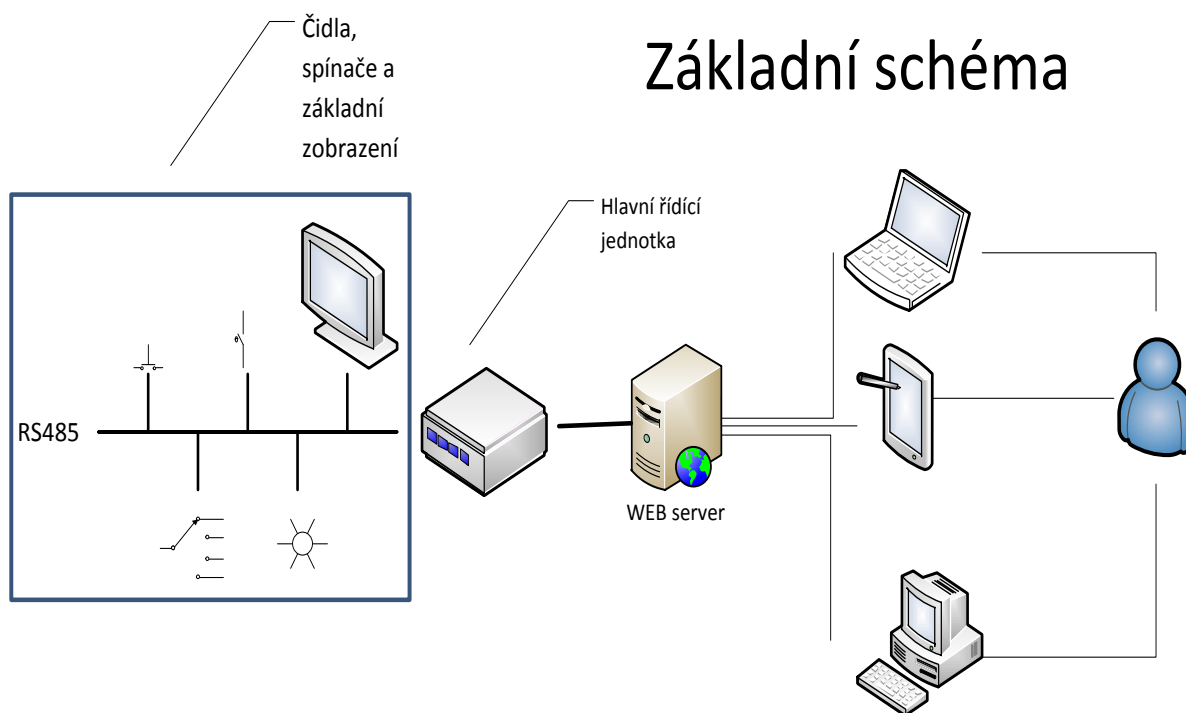 Základní schéma
Čidla,
spínače a
základní
zobrazení
Hlavní řídící
jednotka
RS485
WEB server